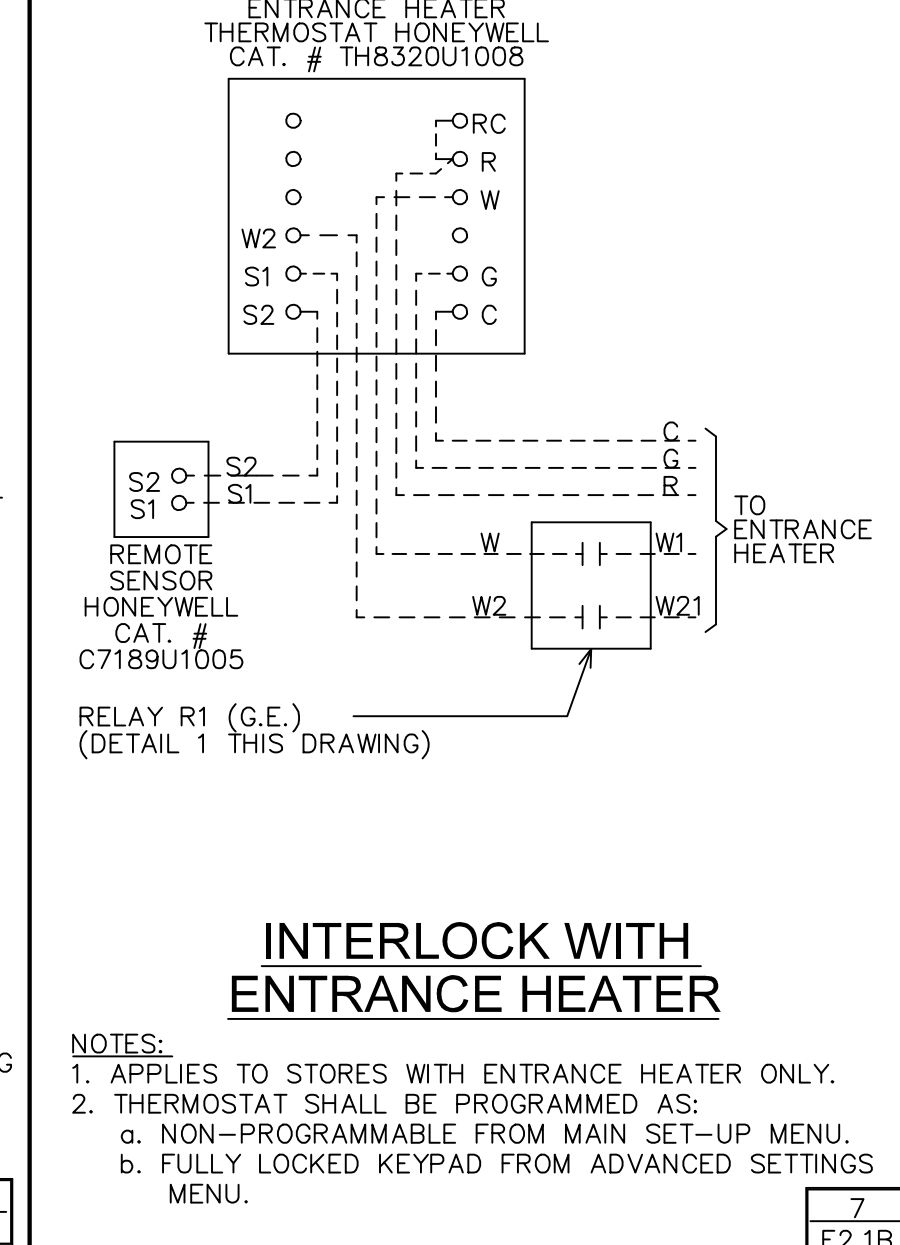 ENTRANCE HEATER
THERMOSTAT HONEYWELL
CAT. # TH8320U1008
RC
R
W
W2
S1
G
S2
C
C
G
R
S2 S2
S1 S1
TO
ENTRANCE
HEATER
W W1
W2 W21
REMOTE
SENSOR
HONEYWELL
CAT. #
C7189U1005
RELAY R1 (G.E.)
(DETAIL 1 THIS DRAWING)
INTERLOCK WITH
ENTRANCE HEATER
NOTES:
1. APPLIES TO STORES WITH ENTRANCE HEATER ONLY.
2. THERMOSTAT SHALL BE PROGRAMMED AS:
a. NON-PROGRAMMABLE FROM MAIN SET-UP MENU.
b. FULLY LOCKED KEYPAD FROM ADVANCED SETTINGS
MENU.
G
7
E2.1B